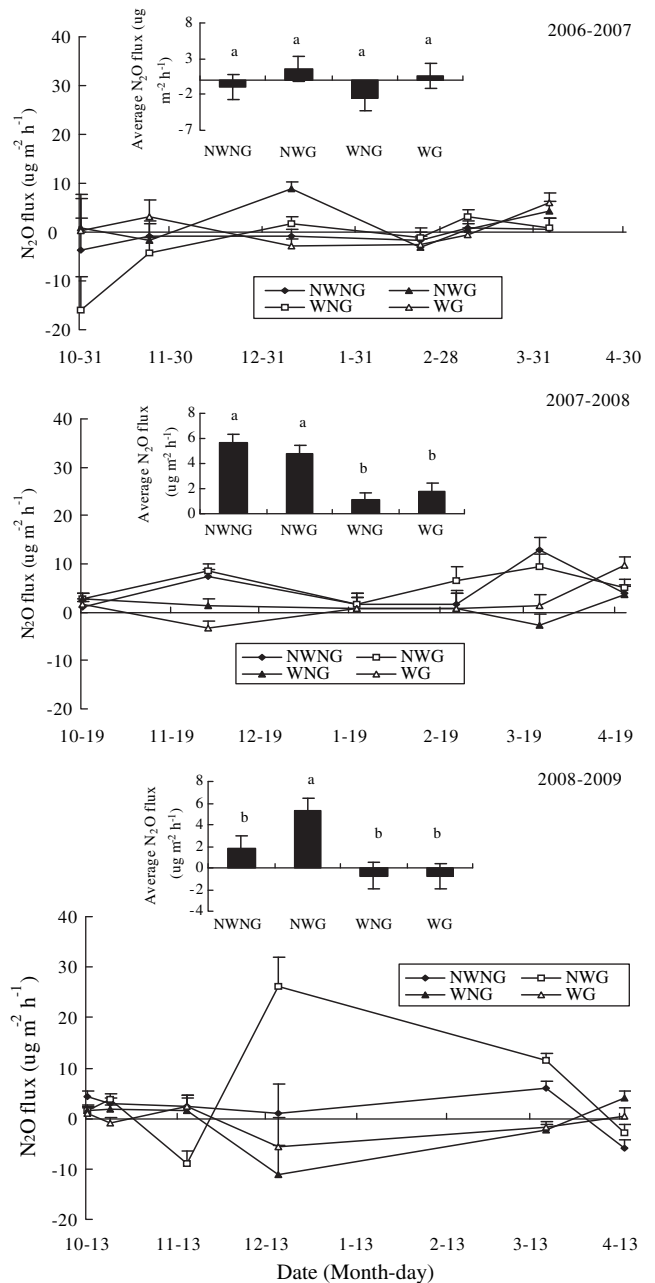 2006-2007
Average N2O flux (ug m-2 h-1)
8
3
-2
-7
a a a a
NWNG NWG WNG WG
N2O flux (ug m-2 h-1)
40
30
20
10
0
-10
-20
NWNG NWG
WNG WG
10-31 11-30 12-31 1-31 2-28 3-31 4-30
2007-2008
Average N2O flux (ug m-2 h-1)
8
6
4
2
0
a a b b
NWNG NWG WNG WG
N2O flux (ug m-2 h-1)
40
30
20
10
0
-10
-20
NWNG NWG
WNG WG
10-19 11-19 12-19 1-19 2-19 3-19 4-19
2008-2009
Average N2O flux (ug m-2 h-1)
8
6
4
2
0
-2
-4
b a b b
NWNG NWG WNG WG
N2O flux (ug m-2 h-1)
40
30
20
10
0
-10
-20
NWNG NWG
WNG WG
10-13 11-13 12-13 1-13 2-13 3-13 4-13
Date (Month-day)